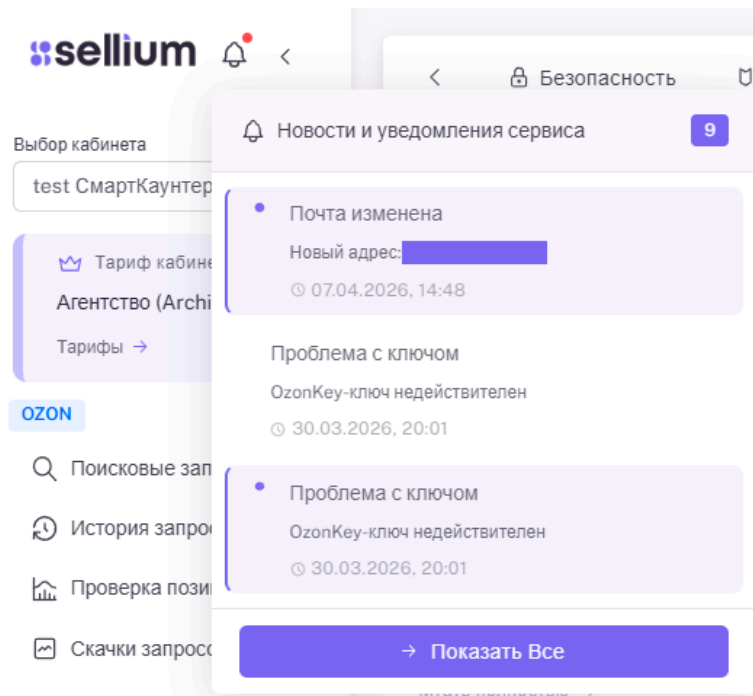 sellium
Безопасность
Выбор кабинета
test СмартКаунтер
Тариф кабине
Агентство (Archi
Тарифы →
OZON
Поисковые зап
История запро
Проверка пози
Скачки запросо
Новости и уведомления сервиса
9
Почта изменена
Новый адрес:
07.04.2026, 14:48
Проблема с ключом
OzonKey-ключ недействителен
30.03.2026, 20:01
Проблема с ключом
OzonKey-ключ недействителен
30.03.2026, 20:01
→ Показать Все